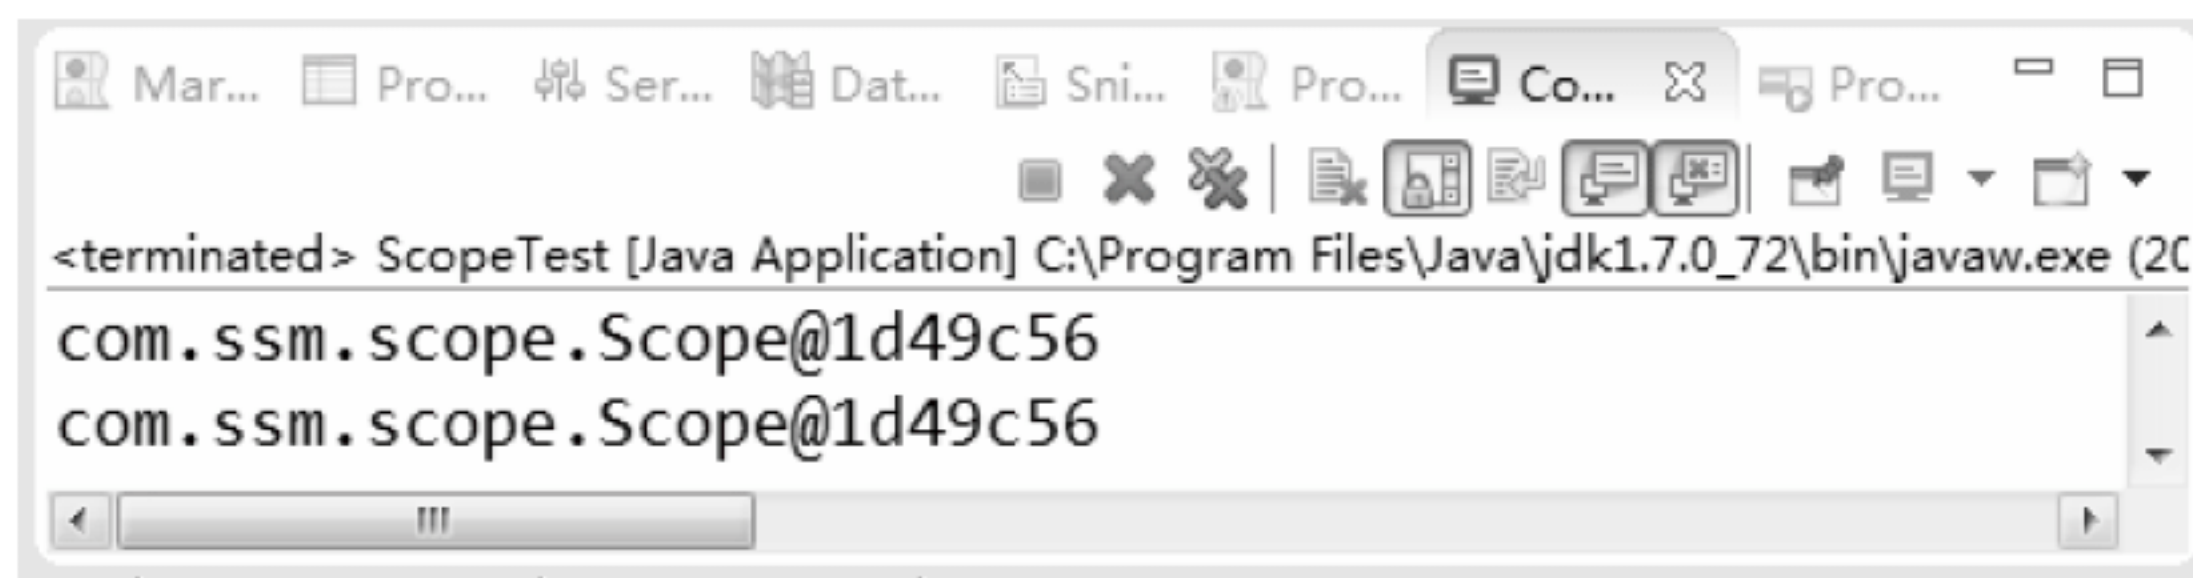 Mar... Pro... Ser... Dat... Sni... Pro... Co... Pro...
<terminated> ScopeTest [Java Application] C:\Program Files\Java\jdk1.7.0_72\bin\javaw.exe (20
com.ssm.scope.Scope@1d49c56
com.ssm.scope.Scope@1d49c56